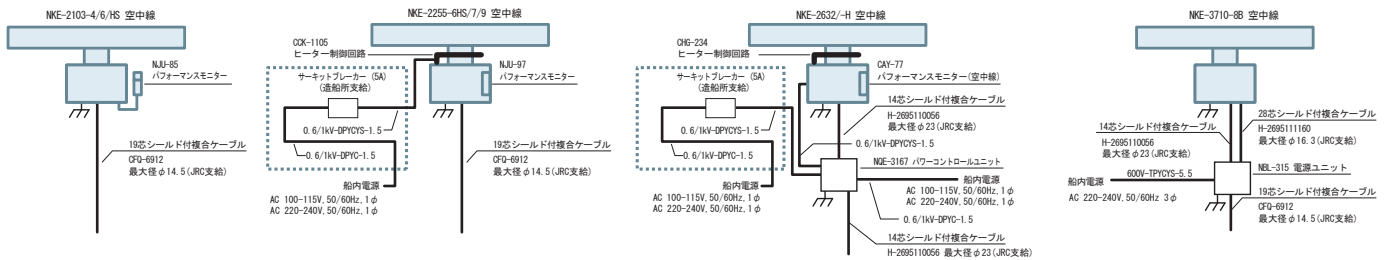 NKE-2103-4/6/HS 空中線
NJU-85
パフォーマンスモニター
19芯シールド付複合ケーブル
CFQ-6912
最大径φ14.5(JRC支給)
NKE-2255-6HS/7/9 空中線
CCK-1105
ヒーター制御回路
サーキットブレーカー (5A)
(造船所支給)
0.6/1kV-DPYCYS-1.5
0.6/1kV-DPYC-1.5
船内電源
AC 100-115V, 50/60Hz, 1φ
AC 220-240V, 50/60Hz, 1φ
NJU-97
パフォーマンスモニター
19芯シールド付複合ケーブル
CFQ-6912
最大径φ14.5(JRC支給)
NKE-2632/-H 空中線
CHG-234
ヒーター制御回路
サーキットブレーカー (5A)
(造船所支給)
0.6/1kV-DPYCYS-1.5
0.6/1kV-DPYC-1.5
船内電源
AC 100-115V, 50/60Hz, 1φ
AC 220-240V, 50/60Hz, 1φ
CAY-77
パフォーマンスモニター(空中線)
14芯シールド付複合ケーブル
H-2695110056
最大径φ23(JRC支給)
0.6/1kV-DPYCYS-1.5
NQE-3167 パワーコントロールユニット
船内電源
AC 100-115V, 50/60Hz, 1φ
AC 220-240V, 50/60Hz, 1φ
0.6/1kV-DPYC-1.5
14芯シールド付複合ケーブル
H-2695110056 最大径φ23(JRC支給)
NKE-3710-8B 空中線
14芯シールド付複合ケーブル
H-2695110056
最大径φ23(JRC支給)
28芯シールド付複合ケーブル
H-2695111160
最大径φ16.3(JRC支給)
船内電源
600V-TPYCYS-5.5
AC 220-240V, 50/60Hz 3φ
NBL-315 電源ユニット
19芯シールド付複合ケーブル
CFQ-6912
最大径φ14.5(JRC支給)